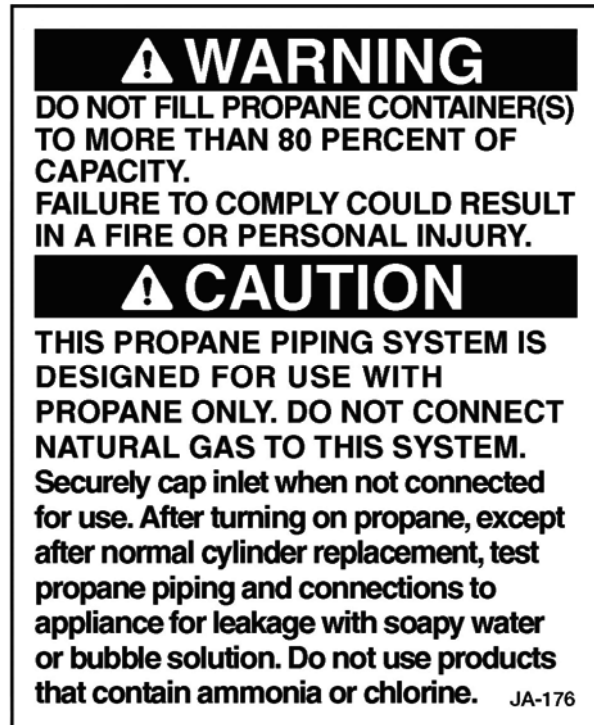 WARNING
DO NOT FILL PROPANE CONTAINER(S)
TO MORE THAN 80 PERCENT OF
CAPACITY.
FAILURE TO COMPLY COULD RESULT
IN A FIRE OR PERSONAL INJURY.
CAUTION
THIS PROPANE PIPING SYSTEM IS
DESIGNED FOR USE WITH
PROPANE ONLY. DO NOT CONNECT
NATURAL GAS TO THIS SYSTEM.
Securely cap inlet when not connected
for use. After turning on propane, except
after normal cylinder replacement, test
propane piping and connections to
appliance for leakage with soapy water
or bubble solution. Do not use products
that contain ammonia or chlorine. JA-176